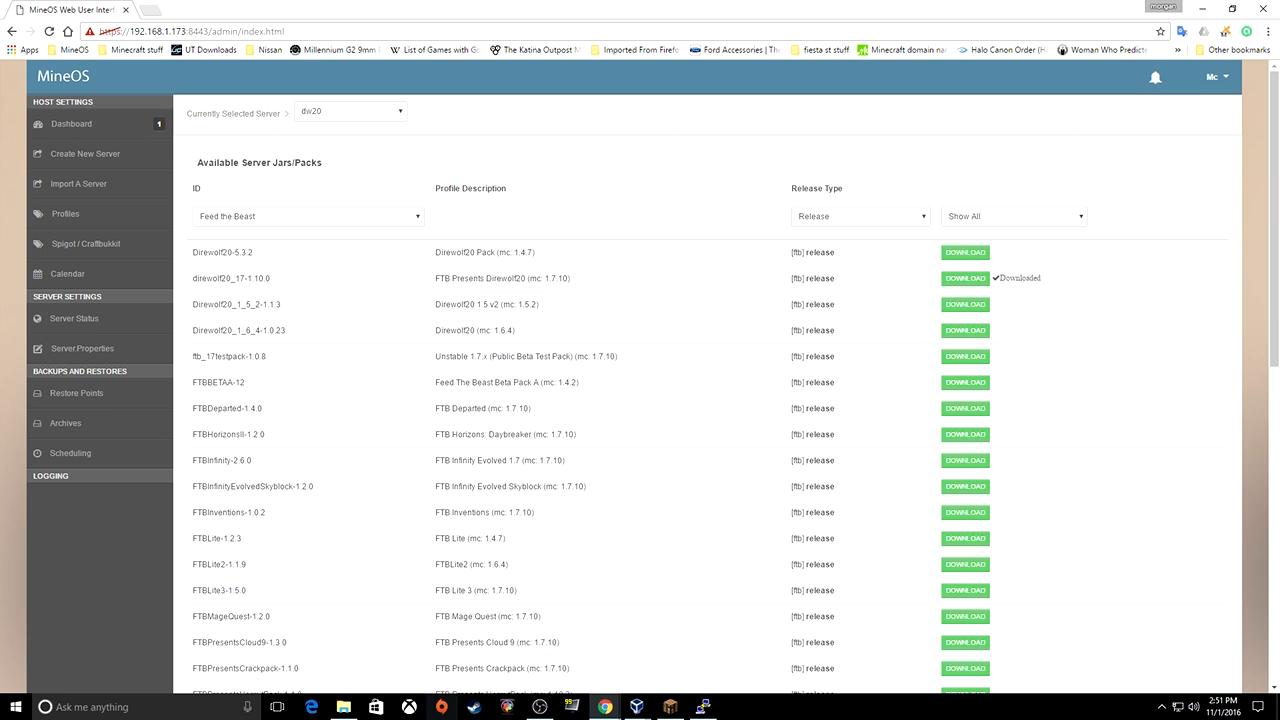 morgan
MineOS Web User Interf
https://192.168.1.173:8443/admin/index.html
Apps MineOS Minecraft stuff UT Downloads Nissan Millennium G2 9mm List of Games with Go The Katina Outpost Imported From Firefo Ford Accessories | The fiesta st stuff Minecraft domain nam Halo Canon Order (Ha Woman Who Predicte » Other bookmarks
MineOS
Mc
HOST SETTINGS
Dashboard 1
Create New Server
Import A Server
Profiles
Spigot / Craftbukkit
Calendar
SERVER SETTINGS
Server Status
Server.Properties
BACKUPS AND RESTORES
Restore Points
Archives
Scheduling
LOGGING
Currently Selected Server > dw20
Available Server Jars/Packs
ID Profile Description Release Type
Feed the Beast Release Show All
Direwolf20-5.3.2 Direwolf20 Pack (mc: 1.4.7) [ftb] release DOWNLOAD
direwolf20_17-1.10.0 FTB Presents Direwolf20 (mc: 1.7.10) [ftb] release DOWNLOAD ✔Downloaded
Direwolf20_1_5_2-1.1.3 Direwolf20 1.5 v2 (mc: 1.5.2) [ftb] release DOWNLOAD
Direwolf20_1_6_4-1.0.23 Direwolf20 (mc: 1.6.4) [ftb] release DOWNLOAD
ftb_17testpack-1.0.8 Unstable 1.7.x (Public Beta Test Pack) (mc: 1.7.10) [ftb] release DOWNLOAD
FTBBETAA-12 Feed The Beast Beta Pack A (mc: 1.4.2) [ftb] release DOWNLOAD
FTBDeparted-1.4.0 FTB Departed (mc: 1.7.10) [ftb] release DOWNLOAD
FTBHorizonsII-1.2.0 FTB Horizons: Daybreaker (mc: 1.7.10) [ftb] release DOWNLOAD
FTBInfinity-2.6.0 FTB Infinity Evolved 1.7 (mc: 1.7.10) [ftb] release DOWNLOAD
FTBInfinityEvolvedSkyblock-1.2.0 FTB Infinity Evolved Skyblock (mc: 1.7.10) [ftb] release DOWNLOAD
FTBInventions-1.0.2 FTB Inventions (mc: 1.7.10) [ftb] release DOWNLOAD
FTBLite-1.2.3 FTB Lite (mc: 1.4.7) [ftb] release DOWNLOAD
FTBLite2-1.1.9 FTBLite2 (mc: 1.6.4) [ftb] release DOWNLOAD
FTBLite3-1.5.0 FTB Lite 3 (mc: 1.7.10) [ftb] release DOWNLOAD
FTBMageQuest-1.2.0 FTB Mage Quest (mc: 1.7.10) [ftb] release DOWNLOAD
FTBPresentsCloud9-1.3.0 FTB Presents Cloud 9 (mc: 1.7.10) [ftb] release DOWNLOAD
FTBPresentsCrackpack-1.1.0 FTB Presents Crackpack (mc: 1.7.10) [ftb] release DOWNLOAD
Ask me anything
2:51 PM
11/1/2016